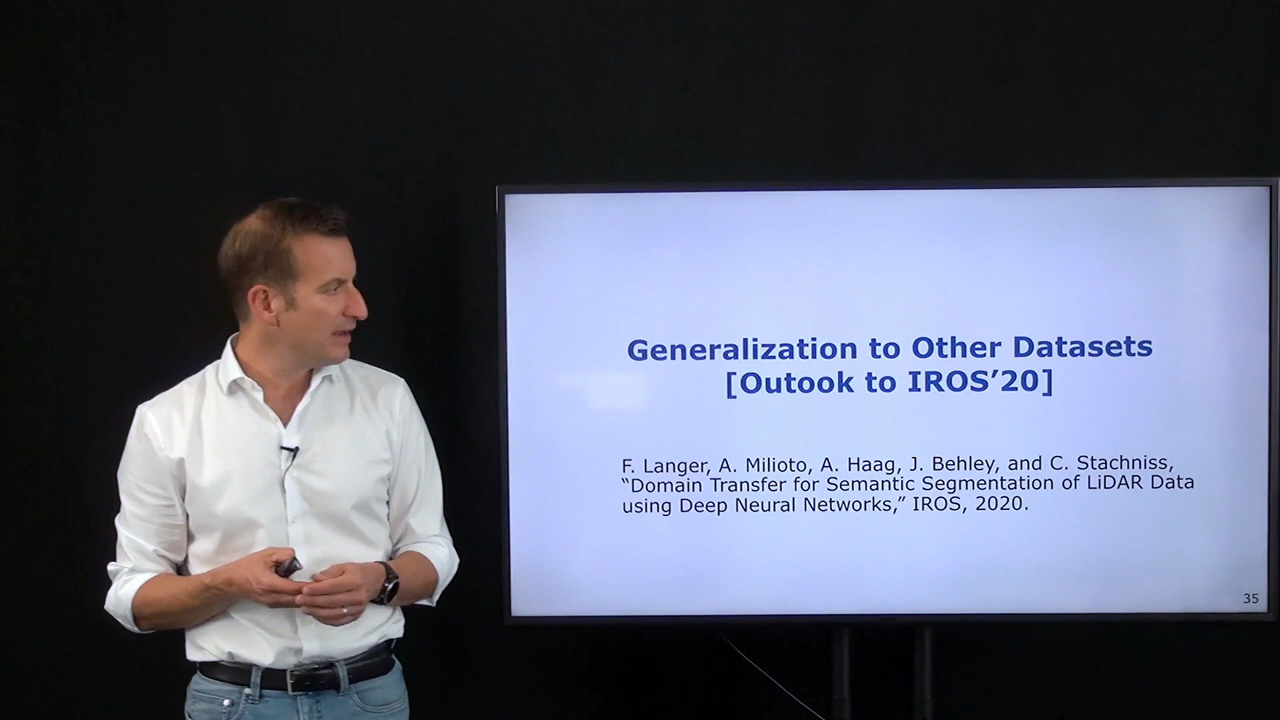 Generalization to Other Datasets
[Outook to IROS’20]
F. Langer, A. Milioto, A. Haag, J. Behley, and C. Stachniss,
“Domain Transfer for Semantic Segmentation of LiDAR Data
using Deep Neural Networks,” IROS, 2020.
35